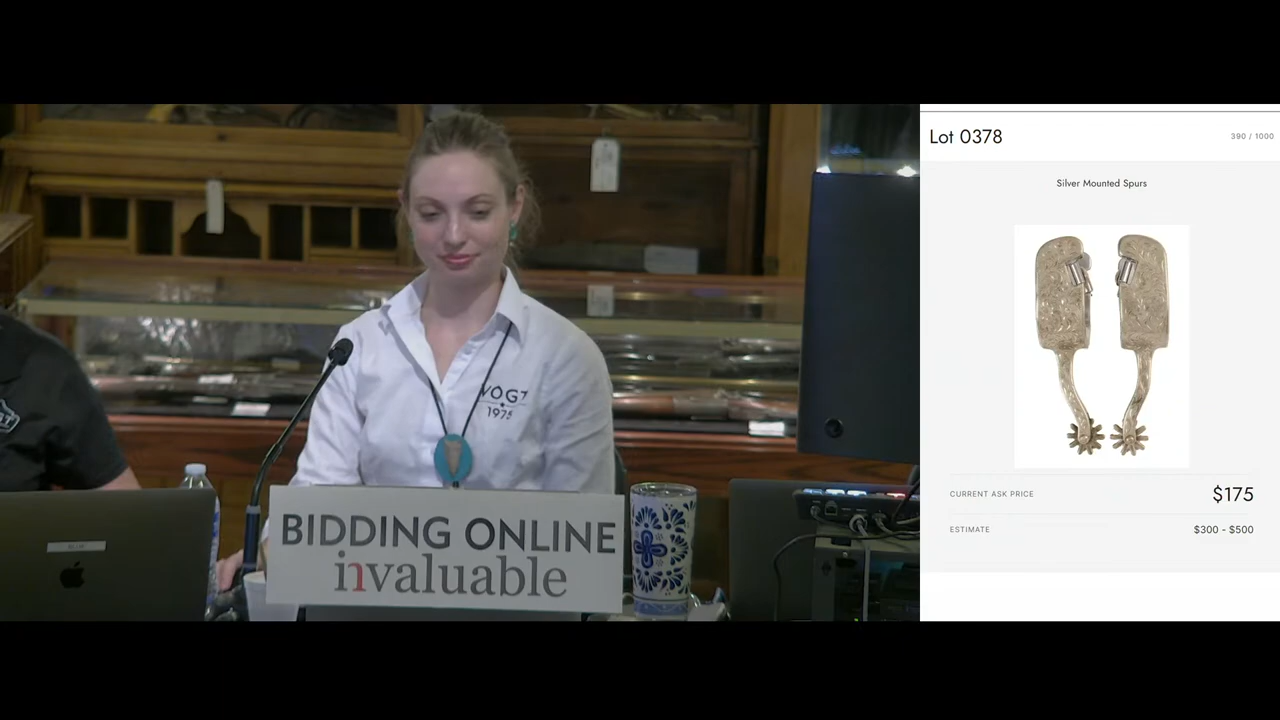 Lot 0378
390 / 1000
Silver Mounted Spurs
CURRENT ASK PRICE
$175
ESTIMATE
$300 - $500
VOGT
1975
BIDDING ONLINE
invaluable
BLUE